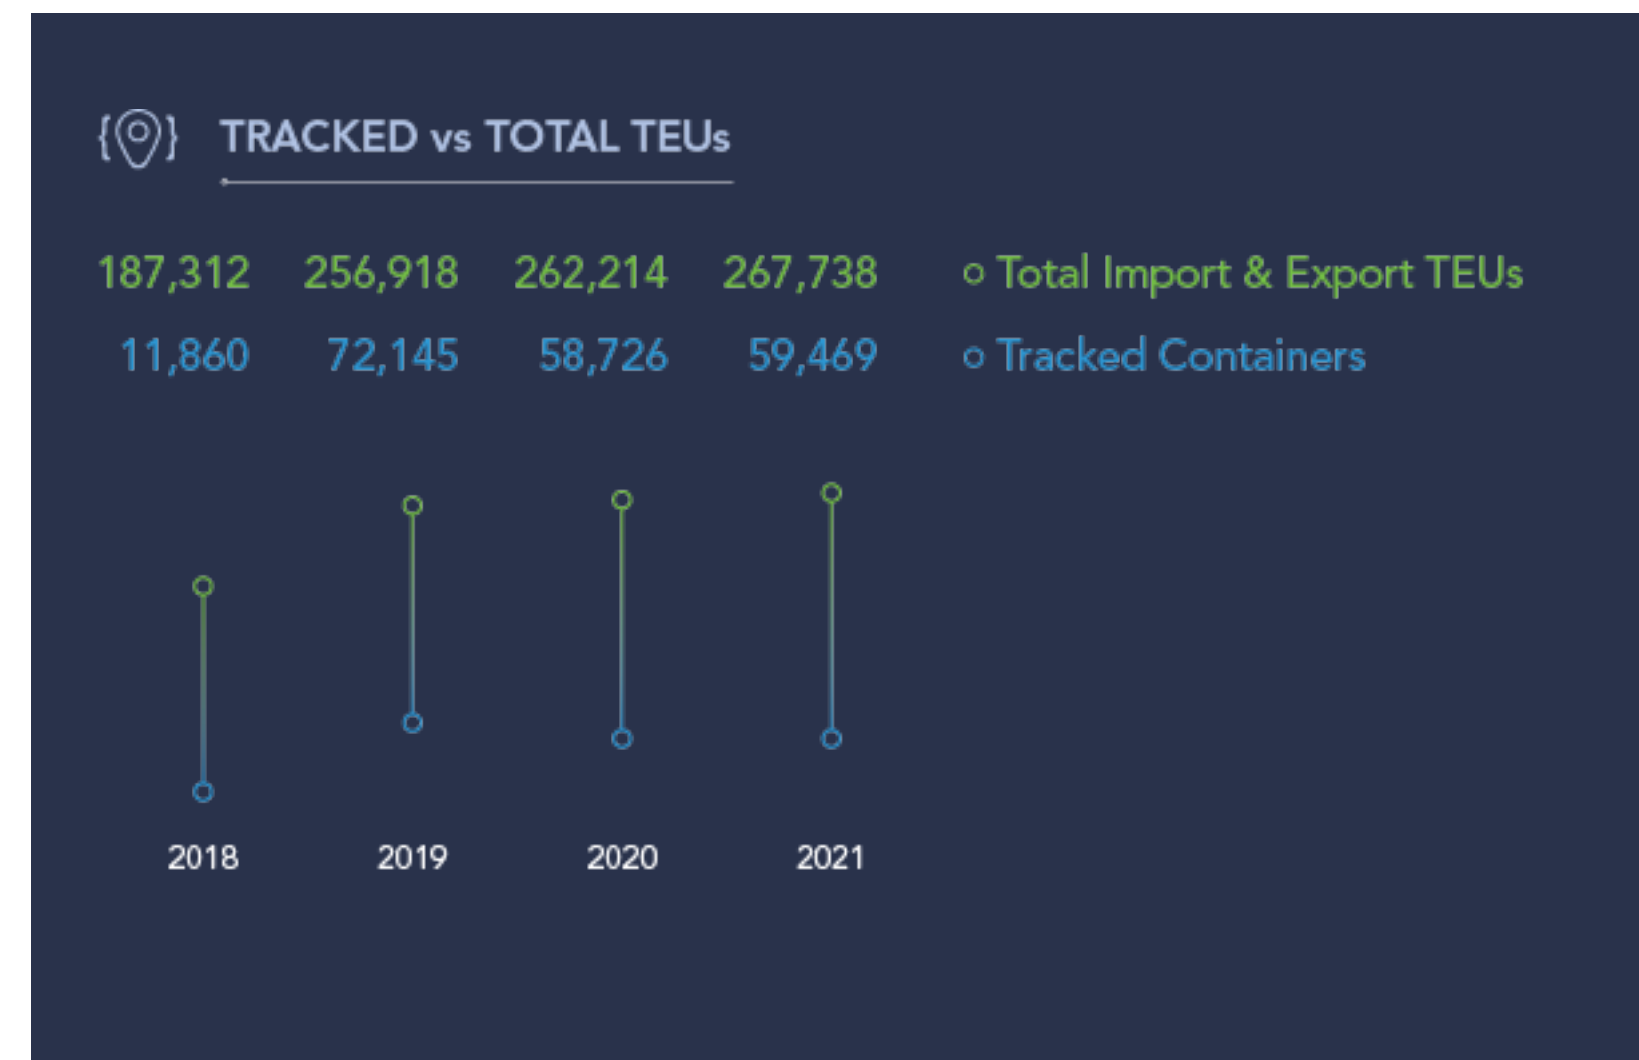 TRACKED vs TOTAL TEUs
187,312 256,918 262,214 267,738 Total Import & Export TEUs
11,860 72,145 58,726 59,469 Tracked Containers
2018 2019 2020 2021